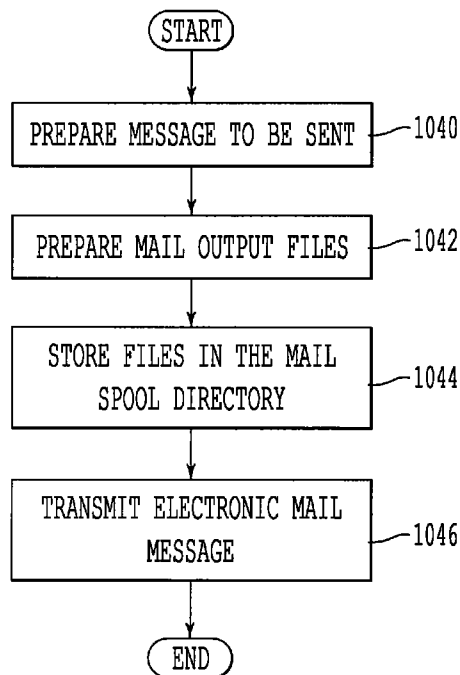 START
PREPARE MESSAGE TO BE SENT
1040
PREPARE MAIL OUTPUT FILES
1042
STORE FILES IN THE MAIL
SPOOL DIRECTORY
1044
TRANSMIT ELECTRONIC MAIL
MESSAGE
1046
END